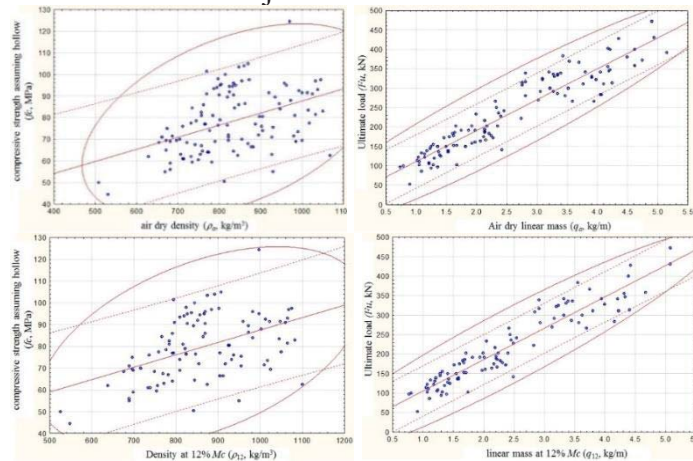 j
compressive strength assuming hollow
(fc, MPa)
130
120
110
100
90
80
70
60
50
40
400 500 600 700 800 900 1000 1100
air dry density (ρa, kg/m³)
Ultimate load (Fu, kN)
500
450
400
350
300
250
200
150
100
50
0
0.5 1.0 1.5 2.0 2.5 3.0 3.5 4.0 4.5 5.0 5.5
Air dry linear mass (qa, kg/m)
compressive strength assuming hollow
(fc, MPa)
130
120
110
100
90
80
70
60
50
40
500 600 700 800 900 1000 1100 1200
Density at 12% Mc (ρ12, kg/m³)
Ultimate load (Fu, kN)
500
450
400
350
300
250
200
150
100
50
0
0.5 1.0 1.5 2.0 2.5 3.0 3.5 4.0 4.5 5.0 5.5
linear mass at 12% Mc (q12, kg/m)